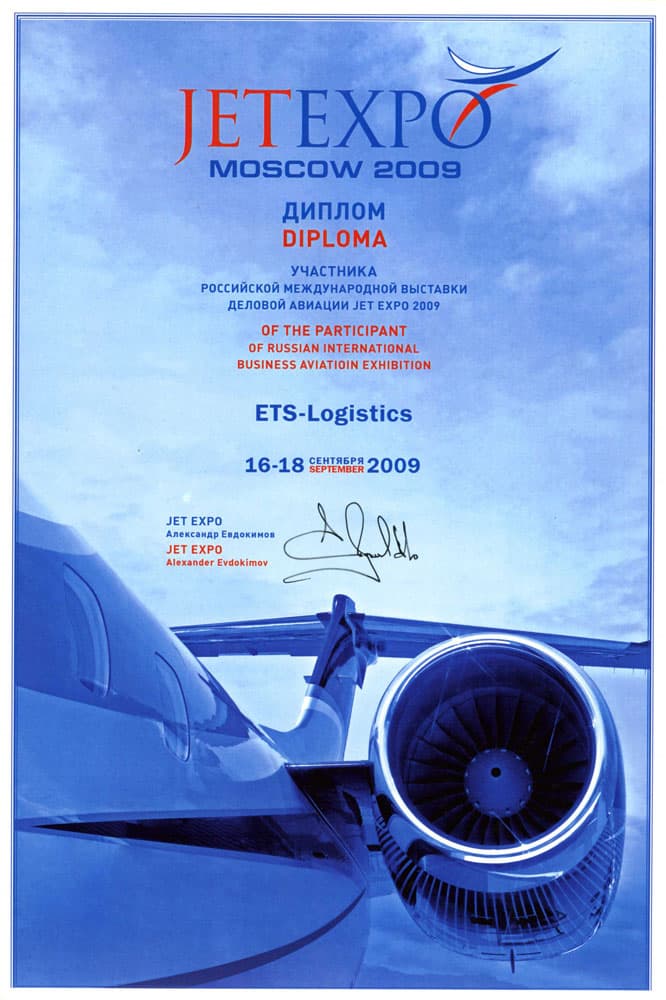 JETEXPO
MOSCOW 2009
ДИПЛОМ
DIPLOMA
УЧАСТНИКА
РОССИЙСКОЙ МЕЖДУНАРОДНОЙ ВЫСТАВКИ
ДЕЛОВОЙ АВИАЦИИ JET EXPO 2009
OF THE PARTICIPANT
OF RUSSIAN INTERNATIONAL
BUSINESS AVIATIOIN EXHIBITION
ETS-Logistics
16-18 СЕНТЯБРЯ SEPTEMBER 2009
JET EXPO
Александр Евдокимов
JET EXPO
Alexander Evdokimov